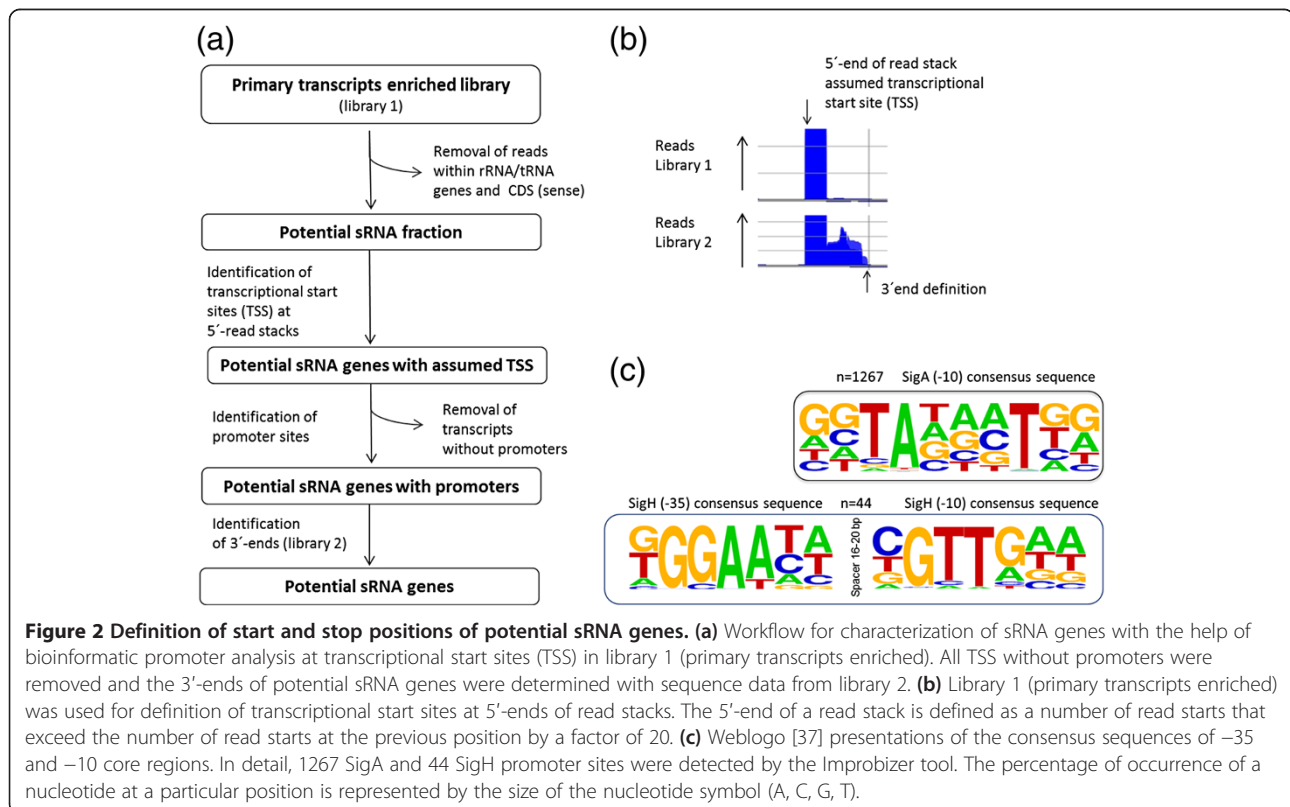 (a)
Primary transcripts enriched library
(library 1)
Removal of reads
within rRNA/tRNA
genes and CDS (sense)
Potential sRNA fraction
Identification of
transcriptional start
sites (TSS) at
5´-read stacks
Potential sRNA genes with assumed TSS
Identification of
promoter sites
Removal of
transcripts
without promoters
Potential sRNA genes with promoters
Identification
of 3´-ends (library 2)
Potential sRNA genes
(b)
5´-end of read stack
assumed transcriptional
start site (TSS)
Reads
Library 1
Reads
Library 2
3´end definition
(c)
n=1267 SigA (-10) consensus sequence
SigH (-35) consensus sequence n=44 SigH (-10) consensus sequence
Spacer 16-20 bp
Figure 2 Definition of start and stop positions of potential sRNA genes. (a) Workflow for characterization of sRNA genes with the help of
bioinformatic promoter analysis at transcriptional start sites (TSS) in library 1 (primary transcripts enriched). All TSS without promoters were
removed and the 3′-ends of potential sRNA genes were determined with sequence data from library 2. (b) Library 1 (primary transcripts enriched)
was used for definition of transcriptional start sites at 5′-ends of read stacks. The 5′-end of a read stack is defined as a number of read starts that
exceed the number of read starts at the previous position by a factor of 20. (c) Weblogo [37] presentations of the consensus sequences of −35
and −10 core regions. In detail, 1267 SigA and 44 SigH promoter sites were detected by the Improbizer tool. The percentage of occurrence of a
nucleotide at a particular position is represented by the size of the nucleotide symbol (A, C, G, T).